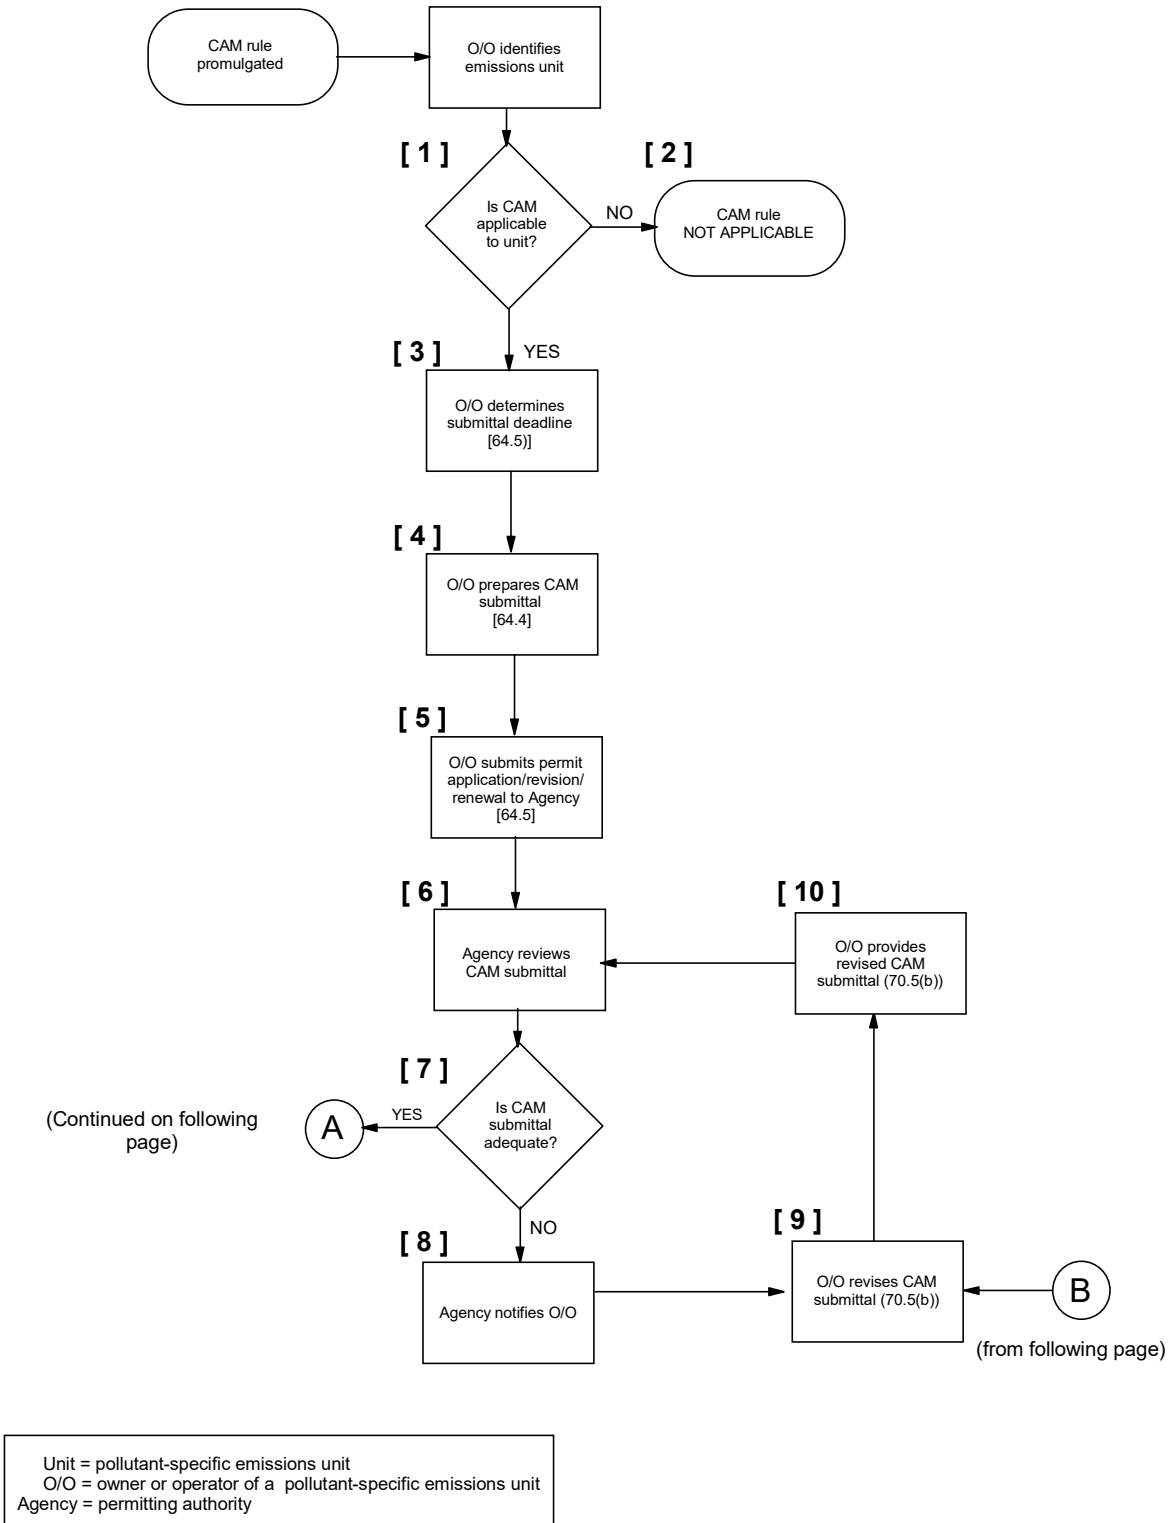 CAM rule
promulgated
O/O identifies
emissions unit
[ 1 ]
Is CAM
applicable
to unit?
NO
[ 2 ]
CAM rule
NOT APPLICABLE
YES
[ 3 ]
O/O determines
submittal deadline
[64.5)]
[ 4 ]
O/O prepares CAM
submittal
[64.4]
[ 5 ]
O/O submits permit
application/revision/
renewal to Agency
[64.5]
[ 6 ]
Agency reviews
CAM submittal
[ 10 ]
O/O provides
revised CAM
submittal (70.5(b))
[ 7 ]
Is CAM
submittal
adequate?
YES
A
(Continued on following
page)
NO
[ 8 ]
Agency notifies O/O
[ 9 ]
O/O revises CAM
submittal (70.5(b))
B
(from following page)
Unit = pollutant-specific emissions unit
O/O = owner or operator of a  pollutant-specific emissions unit
Agency = permitting authority